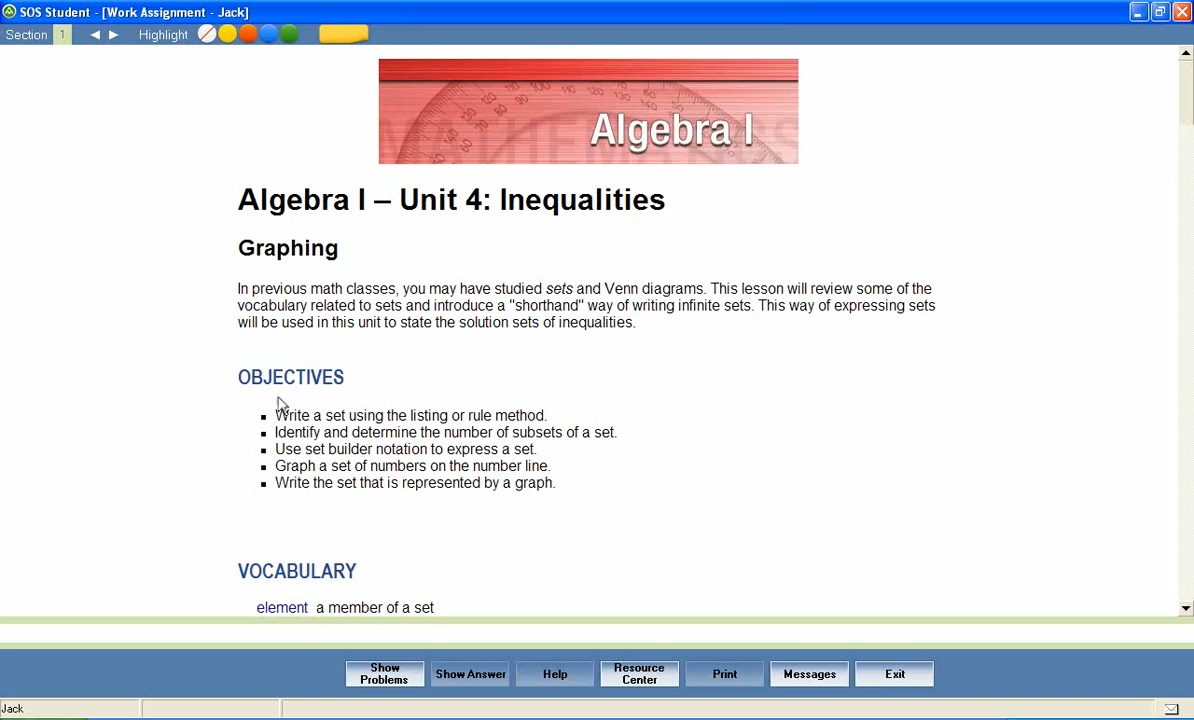 SOS Student - [Work Assignment - Jack]
Section 1 Highlight
Algebra I
Algebra I – Unit 4: Inequalities
Graphing
In previous math classes, you may have studied sets and Venn diagrams. This lesson will review some of the
vocabulary related to sets and introduce a "shorthand" way of writing infinite sets. This way of expressing sets
will be used in this unit to state the solution sets of inequalities.
OBJECTIVES
Write a set using the listing or rule method.
Identify and determine the number of subsets of a set.
Use set builder notation to express a set.
Graph a set of numbers on the number line.
Write the set that is represented by a graph.
VOCABULARY
element a member of a set
Show Problems
Show Answer
Help
Resource Center
Print
Messages
Exit
Jack